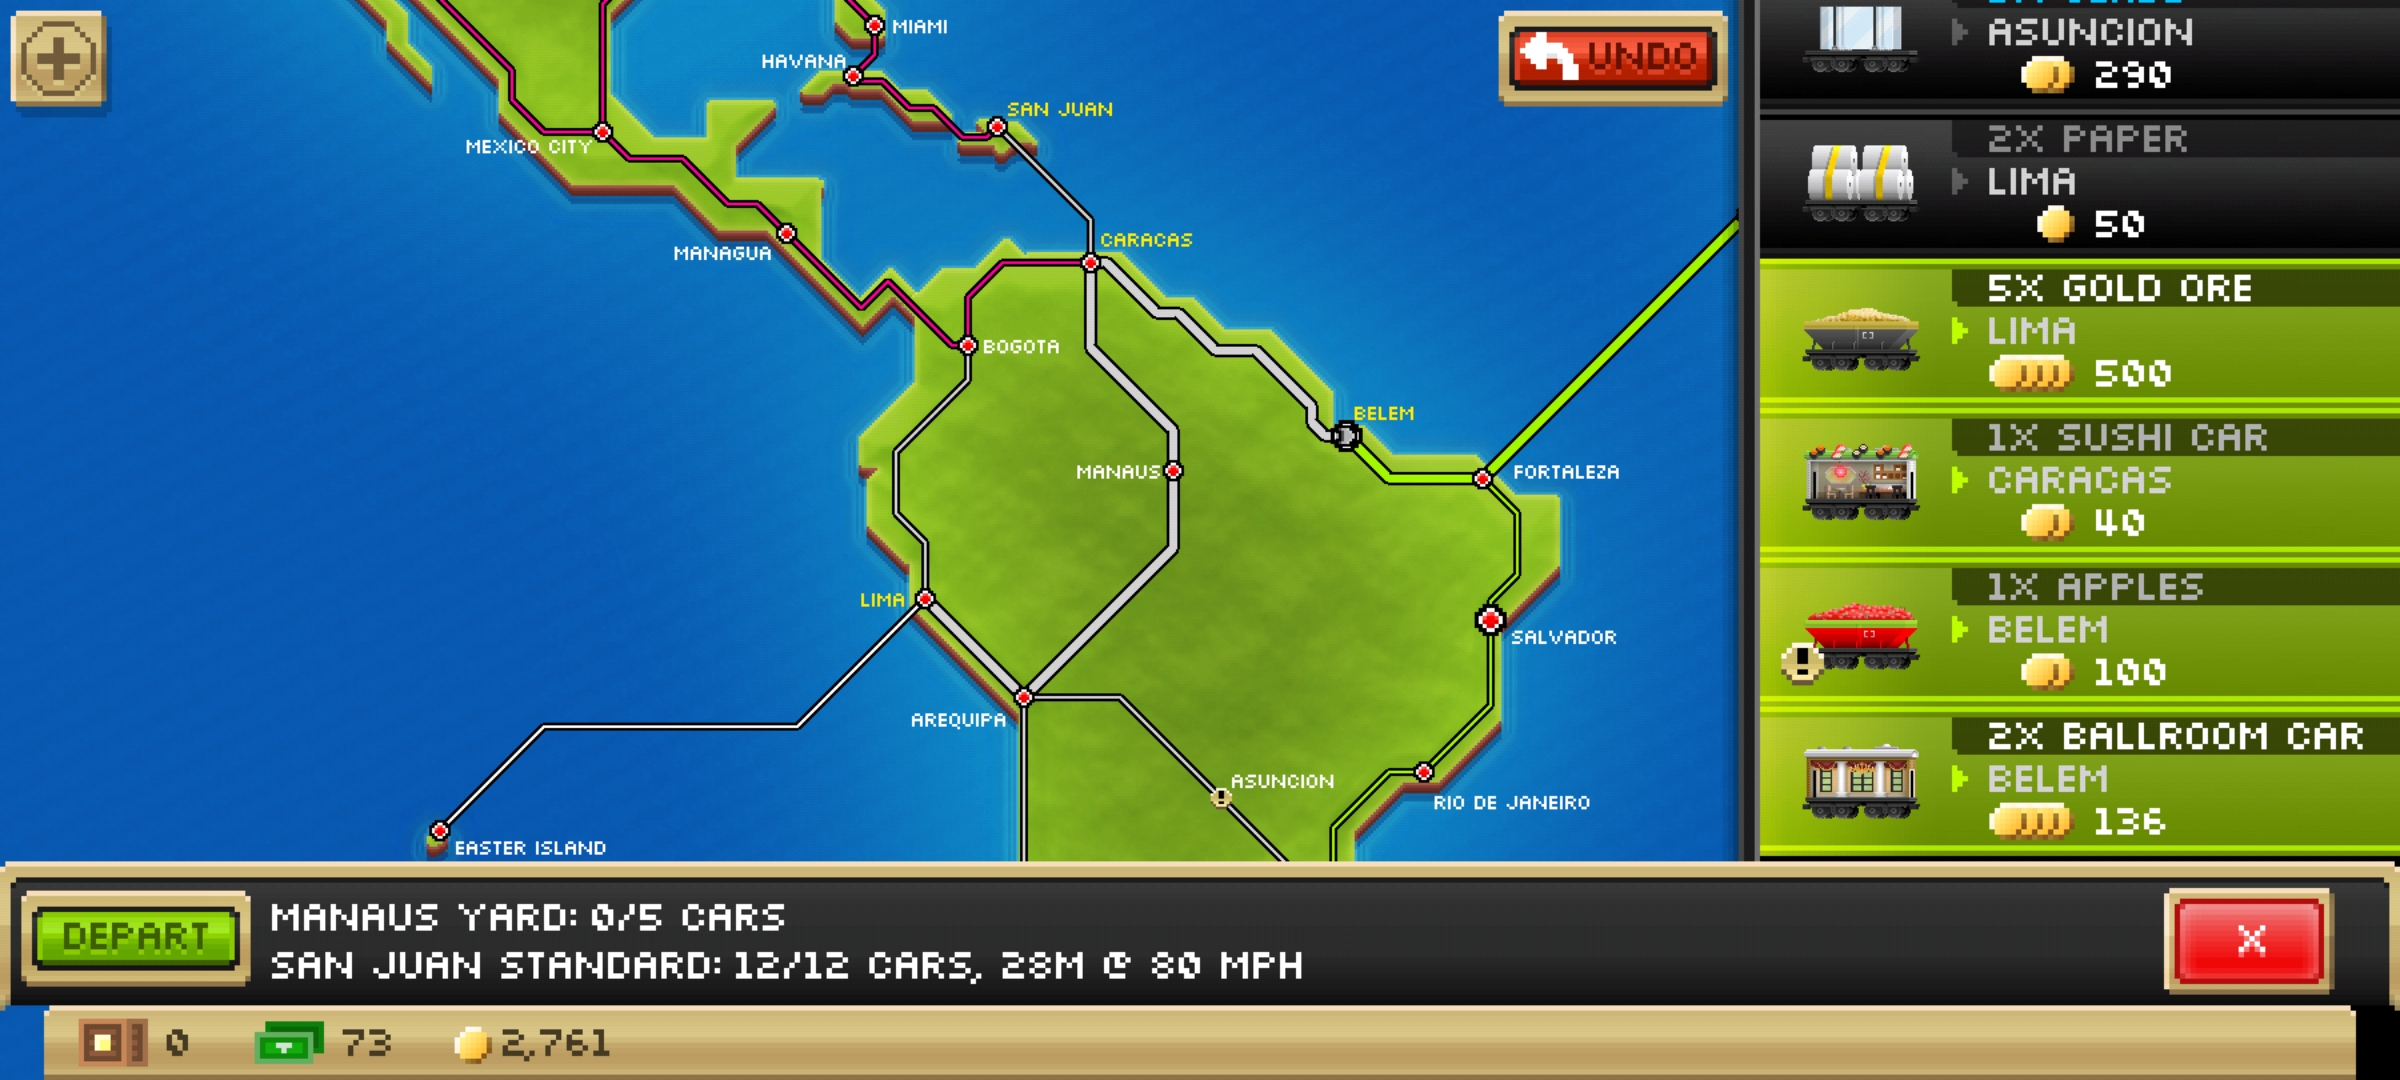 MIAMI
HAVANA
SAN JUAN
MEXICO CITY
MANAGUA
CARACAS
BOGOTA
BELEM
MANAUS
FORTALEZA
LIMA
SALVADOR
AREQUIPA
ASUNCION
RIO DE JANEIRO
EASTER ISLAND
UNDO
ASUNCION
290
2X PAPER
LIMA
50
5X GOLD ORE
LIMA
500
1X SUSHI CAR
CARACAS
40
1X APPLES
BELEM
100
2X BALLROOM CAR
BELEM
136
DEPART
MANAUS YARD: 0/5 CARS
SAN JUAN STANDARD: 12/12 CARS, 28M @ 80 MPH
X
0
73
2,761